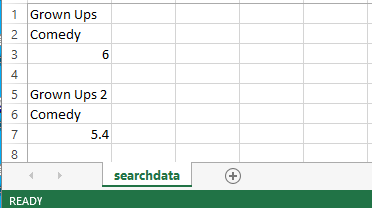 1 Grown Ups
2 Comedy
3 6
4
5 Grown Ups 2
6 Comedy
7 5.4
8
searchdata
READY